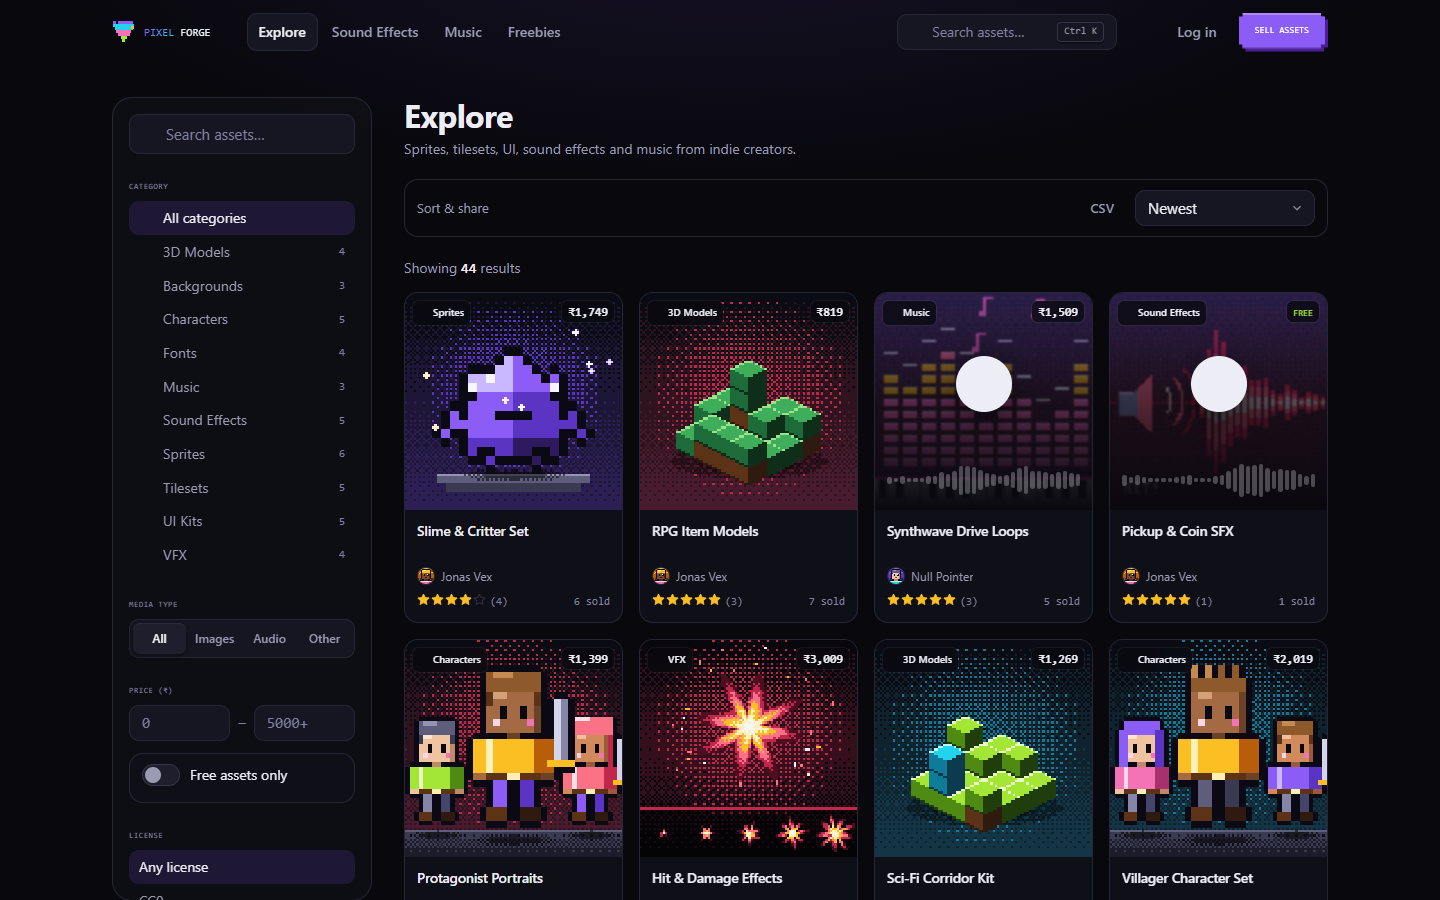 PIXEL FORGE
Explore
Sound Effects
Music
Freebies
Search assets...
Ctrl K
Log in
SELL ASSETS
Search assets...
CATEGORY
All categories
3D Models 4
Backgrounds 3
Characters 5
Fonts 4
Music 3
Sound Effects 5
Sprites 6
Tilesets 5
UI Kits 5
VFX 4
MEDIA TYPE
All Images Audio Other
PRICE (₹)
0 – 5000+
Free assets only
LICENSE
Any license
Explore
Sprites, tilesets, UI, sound effects and music from indie creators.
Sort & share
CSV
Newest
Showing 44 results
Sprites ₹1,749
Slime & Critter Set
Jonas Vex
(4) 6 sold
3D Models ₹819
RPG Item Models
Jonas Vex
(3) 7 sold
Music ₹1,509
Synthwave Drive Loops
Null Pointer
(3) 5 sold
Sound Effects FREE
Pickup & Coin SFX
Jonas Vex
(1) 1 sold
Characters ₹1,399
Protagonist Portraits
VFX ₹3,009
Hit & Damage Effects
3D Models ₹1,269
Sci-Fi Corridor Kit
Characters ₹2,019
Villager Character Set